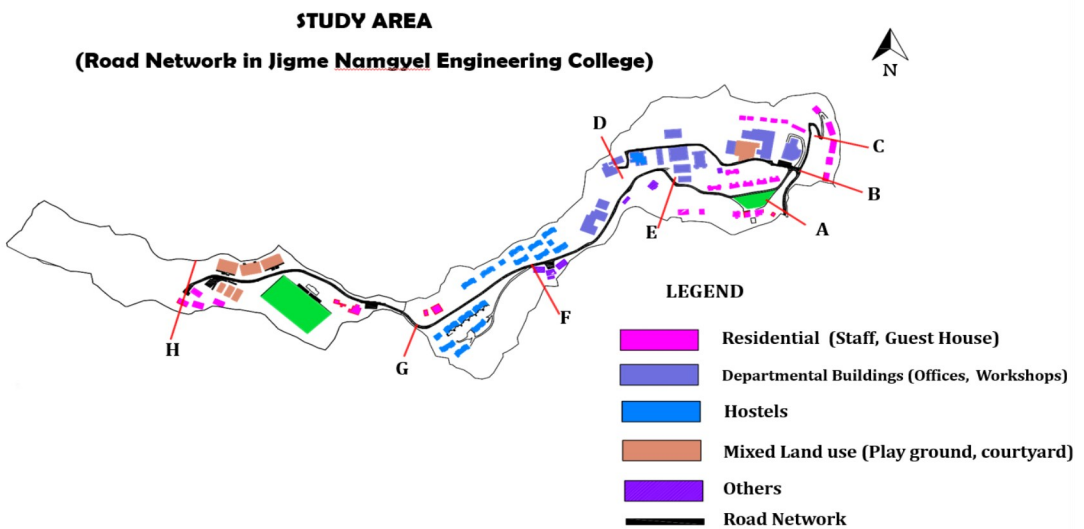 STUDY AREA
(Road Network in Jigme Namgyel Engineering College)
N
D
C
B
A
E
F
G
H
LEGEND
Residential (Staff, Guest House)
Departmental Buildings (Offices, Workshops)
Hostels
Mixed Land use (Play ground, courtyard)
Others
Road Network